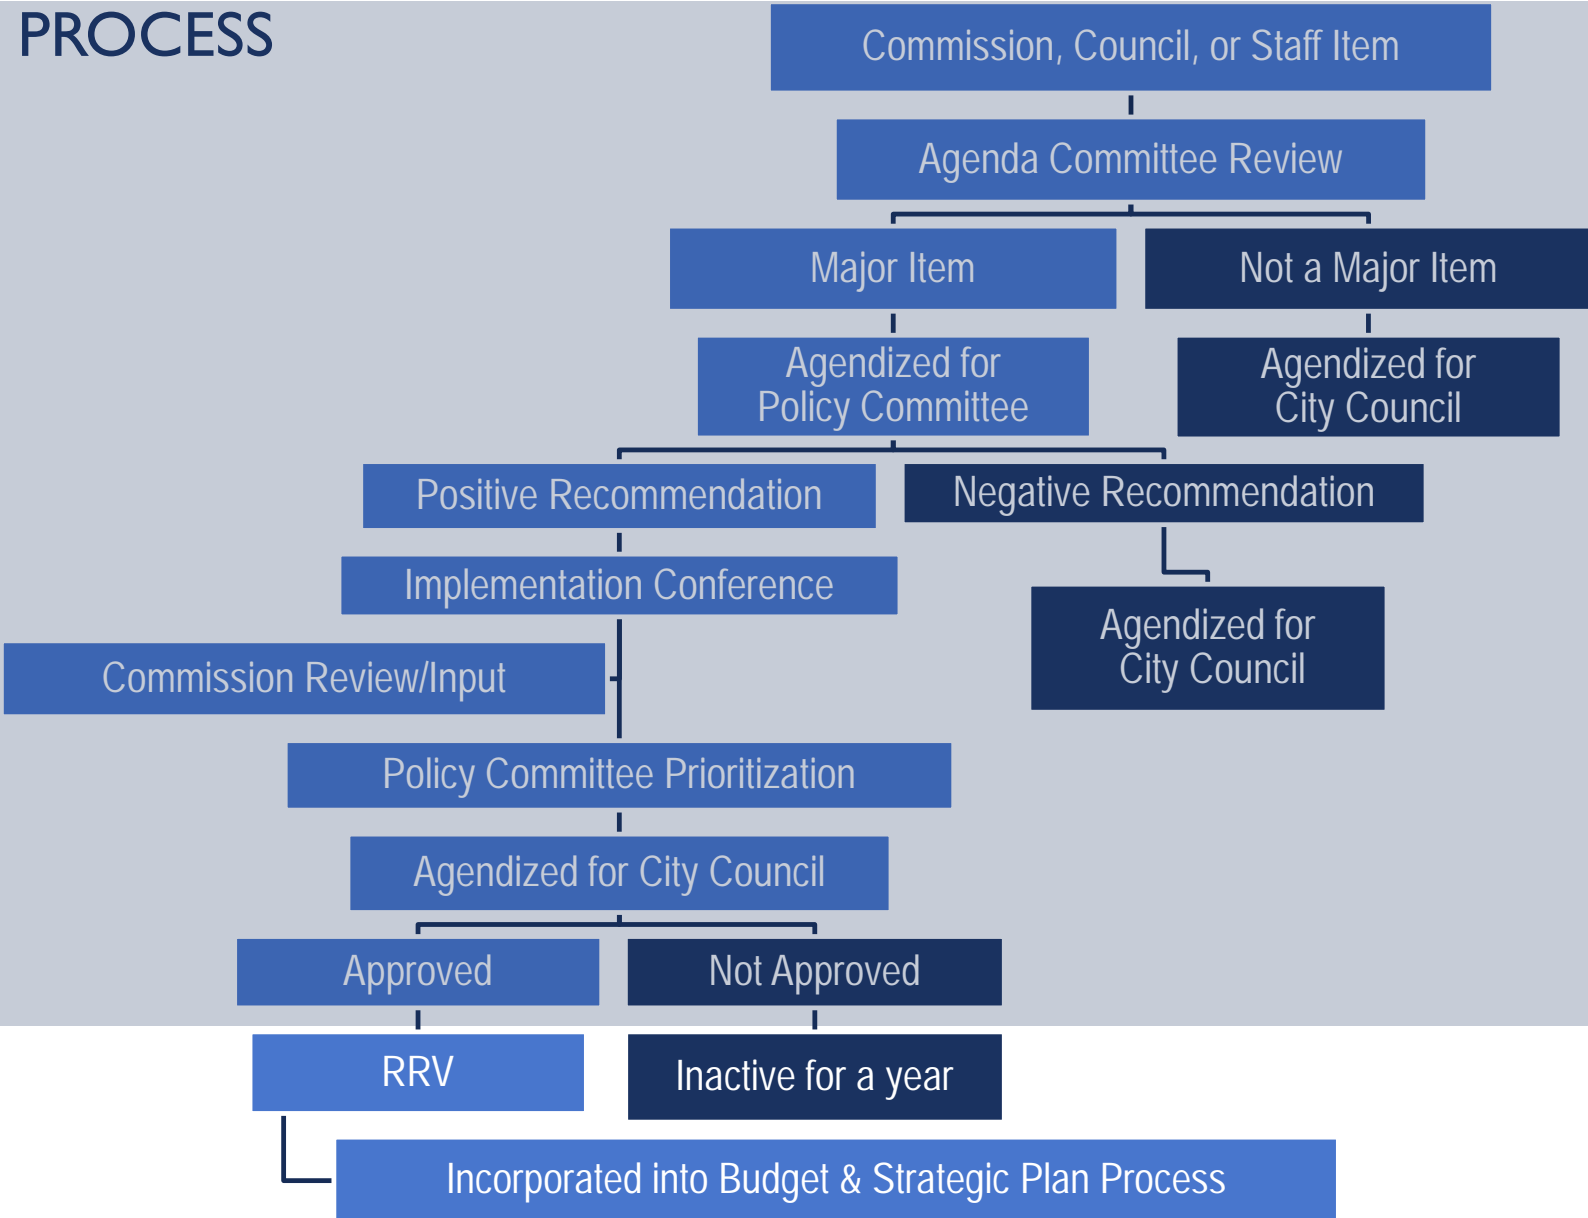 PROCESS
Commission, Council, or Staff Item
Agenda Committee Review
Major Item
Not a Major Item
Agendized for
Policy Committee
Agendized for
City Council
Positive Recommendation
Negative Recommendation
Implementation Conference
Agendized for
City Council
Commission Review/Input
Policy Committee Prioritization
Agendized for City Council
Approved
Not Approved
RRV
Inactive for a year
Incorporated into Budget & Strategic Plan Process